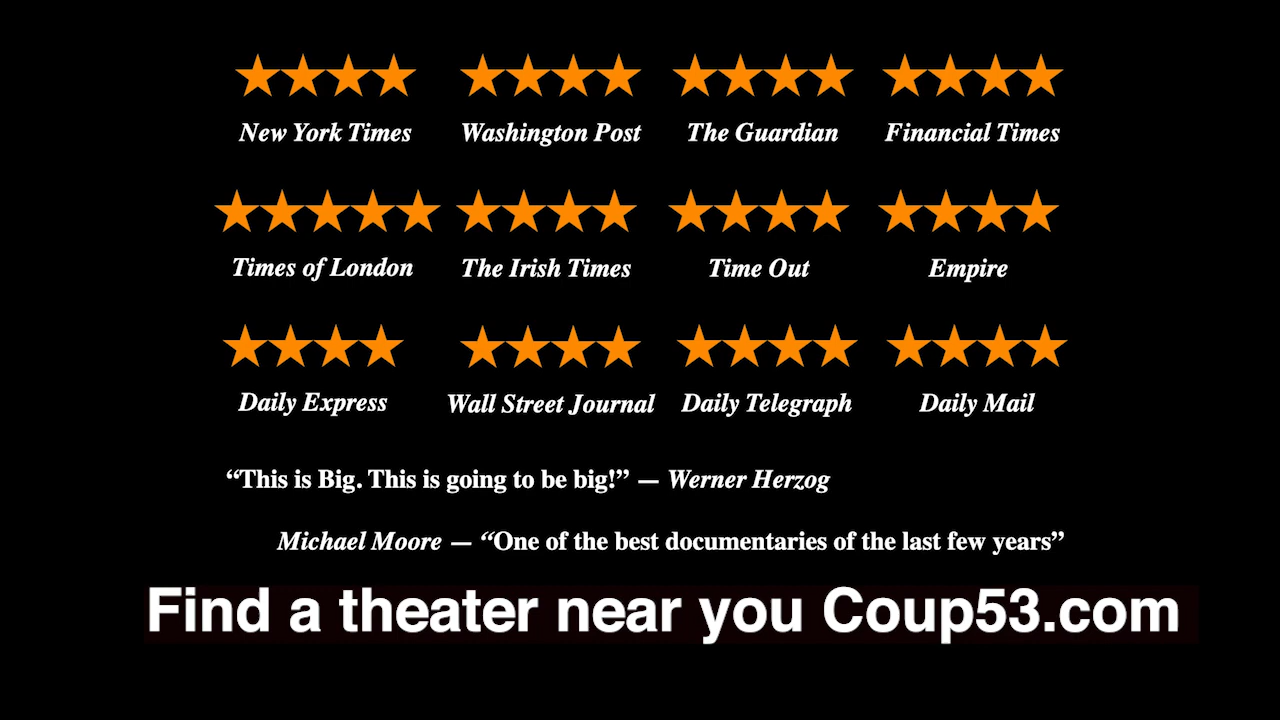 New York Times Washington Post The Guardian Financial Times
Times of London The Irish Times Time Out Empire
Daily Express Wall Street Journal Daily Telegraph Daily Mail
“This is Big. This is going to be big!” — Werner Herzog
Michael Moore — “One of the best documentaries of the last few years”
Find a theater near you Coup53.com